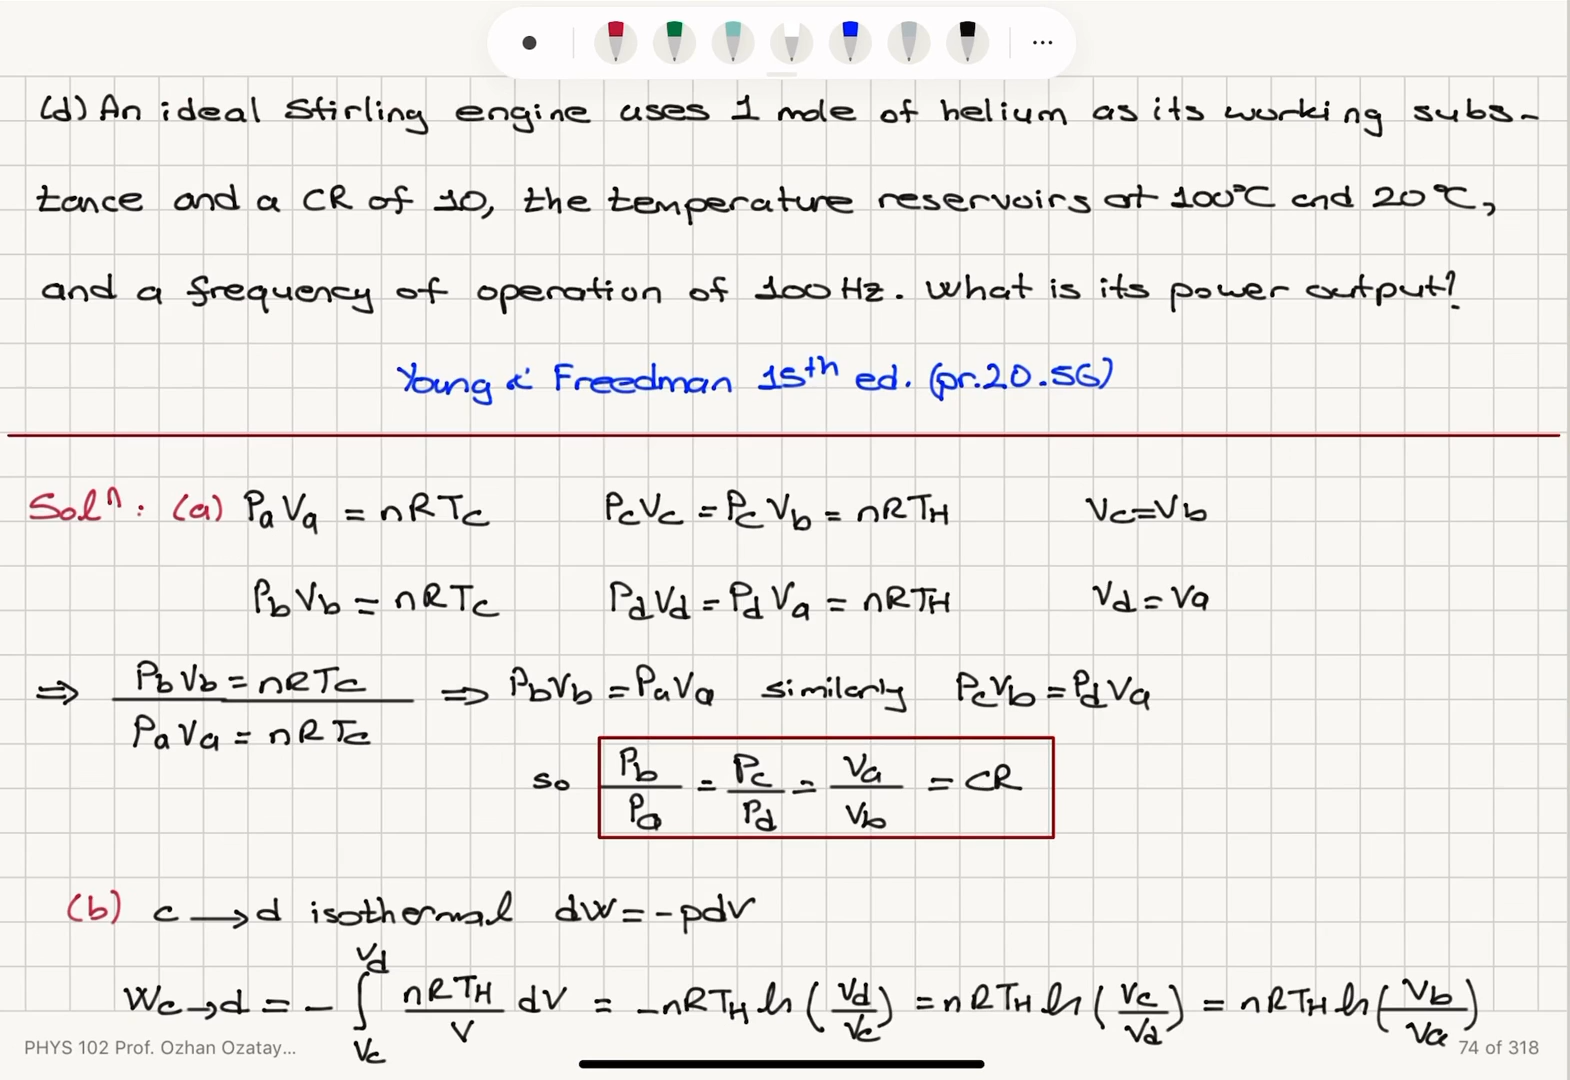 (d) An ideal Stirling engine uses 1 mole of helium as its working subs-
tance and a CR of 10, the temperature reservoirs at 100°C and 20°C,
and a frequency of operation of 100 Hz. What is its power output?
Young & Freedman 15th ed. (pr.20.56)
Solⁿ: (a) PaVa = nRTc PcVc = PcVb = nRTH Vc=Vb
PbVb = nRTc PdVd = PdVa = nRTH Vd = Va
⇒ PbVb = nRTc / PaVa = nRTc ⇒ PbVb = PaVa similarly PcVb = PdVa
so Pb/Pa = Pc/Pd = Va/Vb = CR
(b) c → d isothermal dW = -pdV
Wc→d = - ∫Vc^Vd nRTH/V dV = -nRTH ln(Vd/Vc) = nRTH ln(Vc/Vd) = nRTH ln(Vb/Va)
PHYS 102 Prof. Ozhan Ozatay... 74 of 318